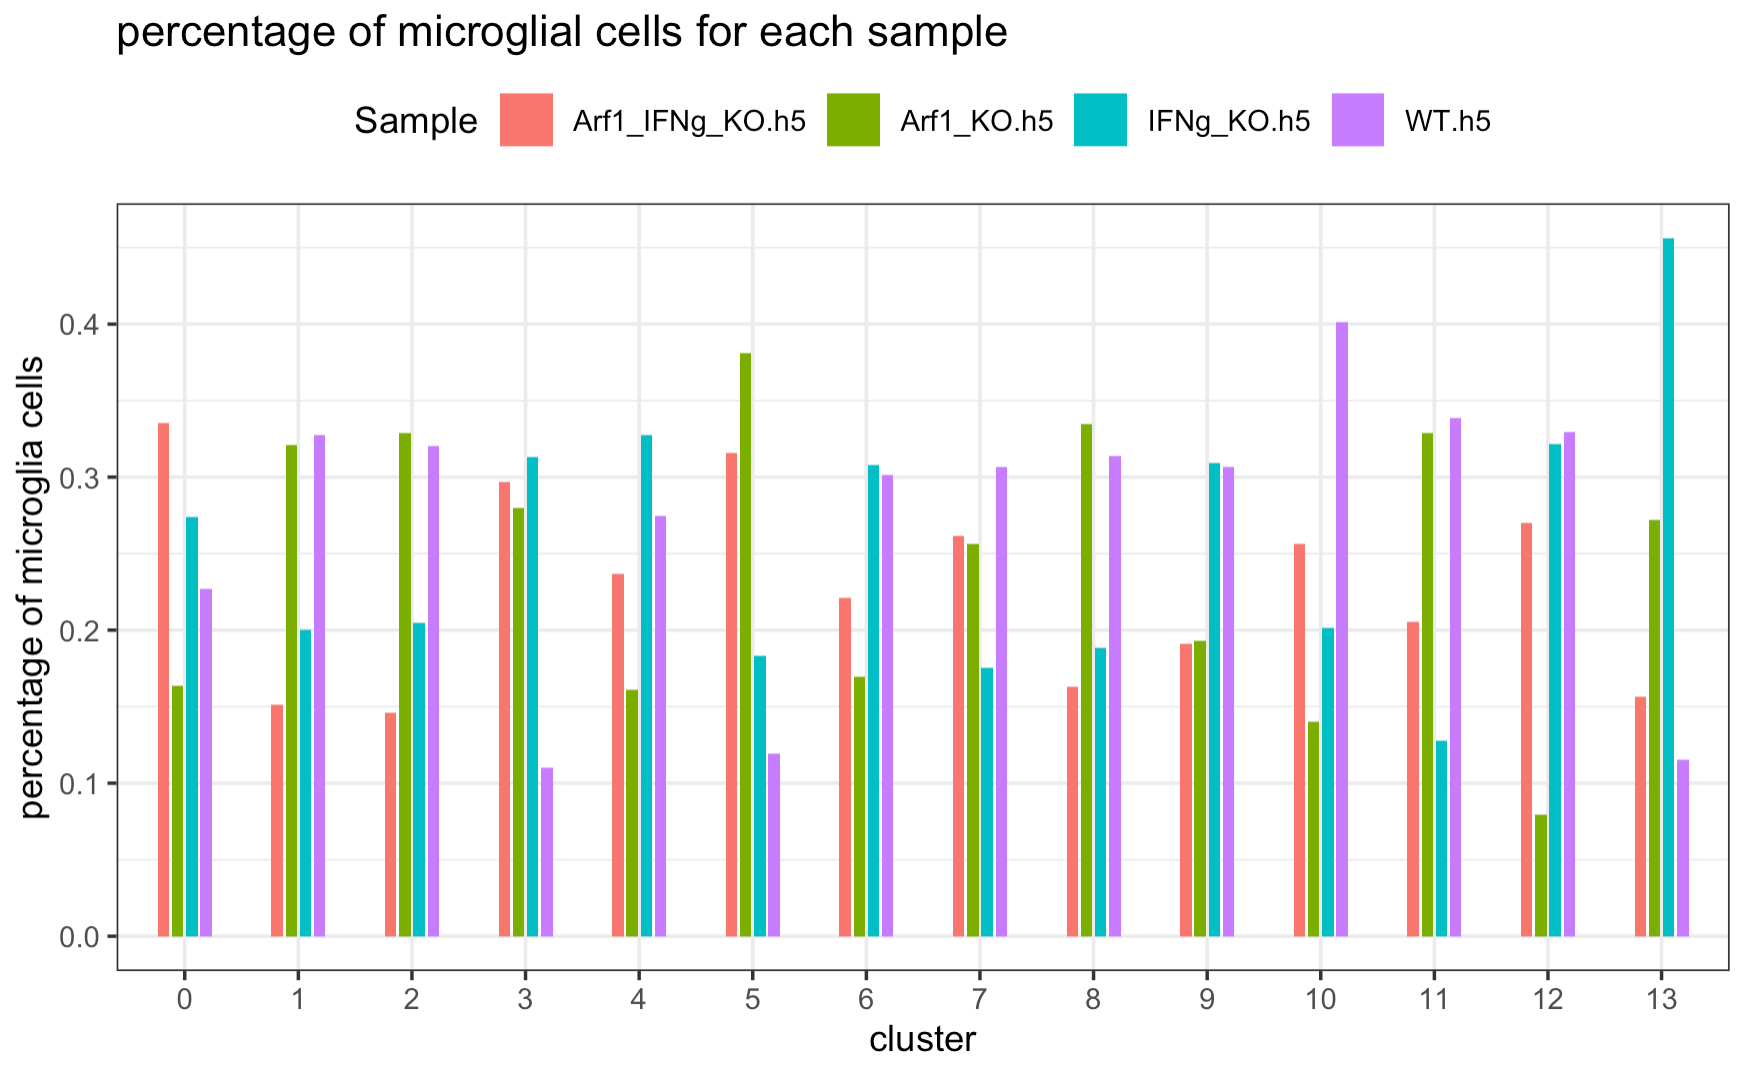 percentage of microglial cells for each sample
Sample Arf1_IFNg_KO.h5 Arf1_KO.h5 IFNg_KO.h5 WT.h5
percentage of microglia cells
0.4
0.3
0.2
0.1
0.0
0 1 2 3 4 5 6 7 8 9 10 11 12 13
cluster